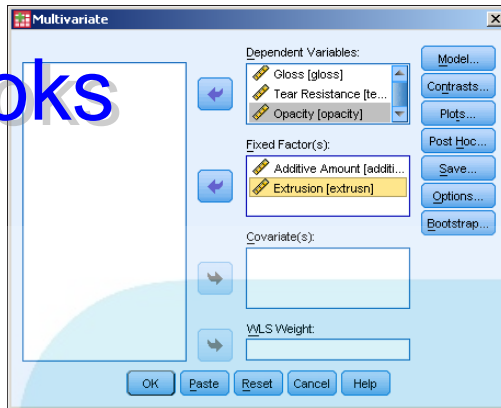 Multivariate
oks
Dependent Variables:
Gloss [gloss]
Tear Resistance [te...
Opacity [opacity]
Fixed Factor(s):
Additive Amount [additi...
Extrusion [extrusn]
Covariate(s):
WLS Weight:
Model...
Contrasts...
Plots...
Post Hoc...
Save...
Options...
Bootstrap...
OK
Paste
Reset
Cancel
Help